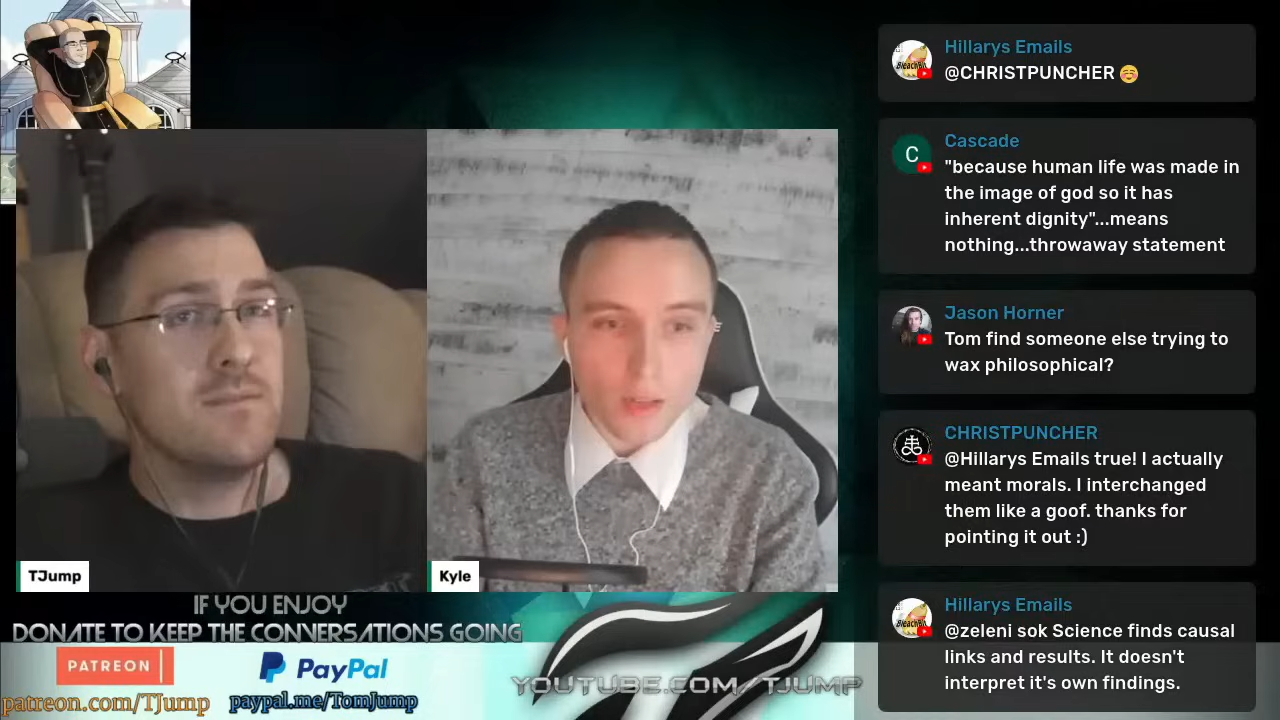 TJump
Kyle
IF YOU ENJOY
DONATE TO KEEP THE CONVERSATIONS GOING
PATREON
patreon.com/TJump
PayPal
paypal.me/TomJump
YOUTUBE.COM/TJUMP
Hillarys Emails
@CHRISTPUNCHER ☺️
C
Cascade
"because human life was made in
the image of god so it has
inherent dignity"...means
nothing...throwaway statement
Jason Horner
Tom find someone else trying to
wax philosophical?
CHRISTPUNCHER
@Hillarys Emails true! I actually
meant morals. I interchanged
them like a goof. thanks for
pointing it out :)
Hillarys Emails
@zeleni sok Science finds causal
links and results. It doesn't
interpret it's own findings.